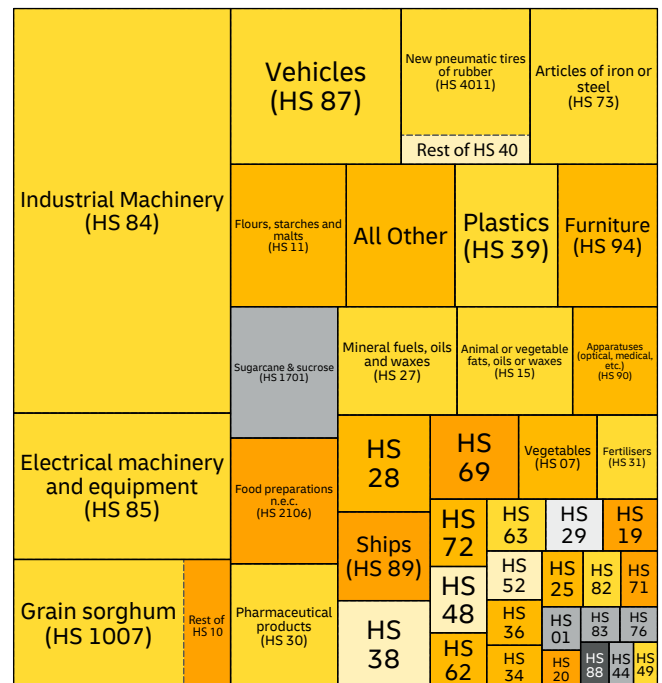 Industrial Machinery
(HS 84)
Vehicles
(HS 87)
New pneumatic tires
of rubber
(HS 4011)
Rest of HS 40
Articles of iron or
steel
(HS 73)
Flours, starches and
malts
(HS 11)
All Other
Plastics
(HS 39)
Furniture
(HS 94)
Sugarcane & sucrose
(HS 1701)
Mineral fuels, oils
and waxes
(HS 27)
Animal or vegetable
fats, oils or waxes
(HS 15)
Apparatuses
(optical, medical,
etc.)
(HS 90)
Electrical machinery
and equipment
(HS 85)
Food preparations
n.e.c.
(HS 2106)
HS
28
HS
69
Vegetables
(HS 07)
Fertilisers
(HS 31)
Ships
(HS 89)
HS
72
HS
63
HS
29
HS
19
Grain sorghum
(HS 1007)
Rest of
HS 10
Pharmaceutical
products
(HS 30)
HS
38
HS
48
HS
62
HS
52
HS
36
HS
34
HS
25
HS
82
HS
71
HS
01
HS
83
HS
76
HS
20
HS
88
HS
44
HS
49